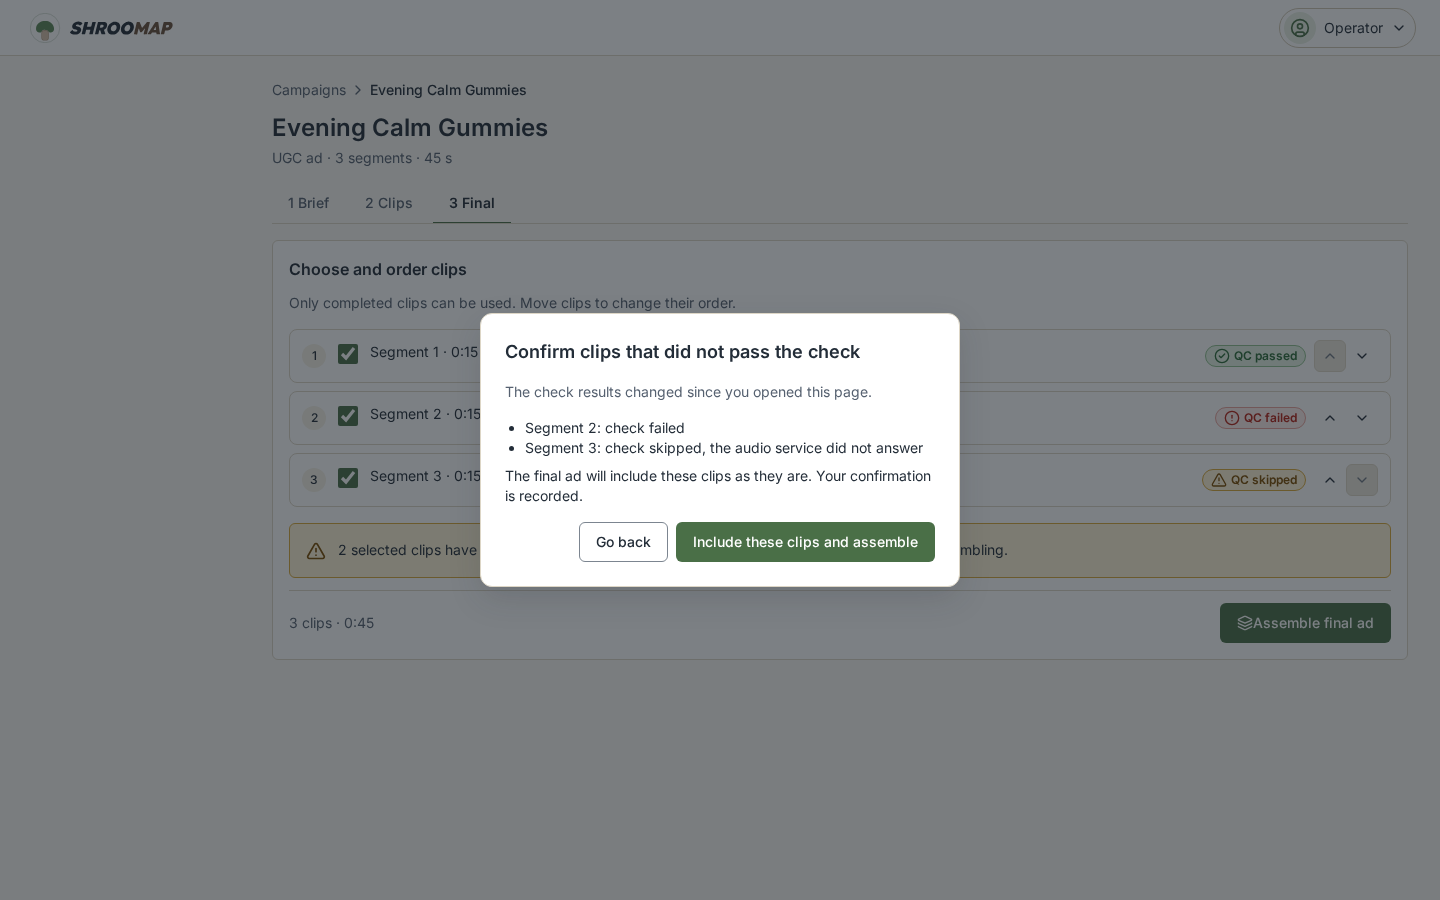 SHROOMAP
Operator
Campaigns
Evening Calm Gummies
Evening Calm Gummies
UGC ad · 3 segments · 45 s
1 Brief
2 Clips
3 Final
Choose and order clips
Only completed clips can be used. Move clips to change their order.
1
Segment 1 · 0:15
QC passed
2
Segment 2 · 0:15
QC failed
3
Segment 3 · 0:15
QC skipped
2 selected clips have
3 clips · 0:45
Assemble final ad
Confirm clips that did not pass the check
The check results changed since you opened this page.
Segment 2: check failed
Segment 3: check skipped, the audio service did not answer
The final ad will include these clips as they are. Your confirmation
is recorded.
Go back
Include these clips and assemble